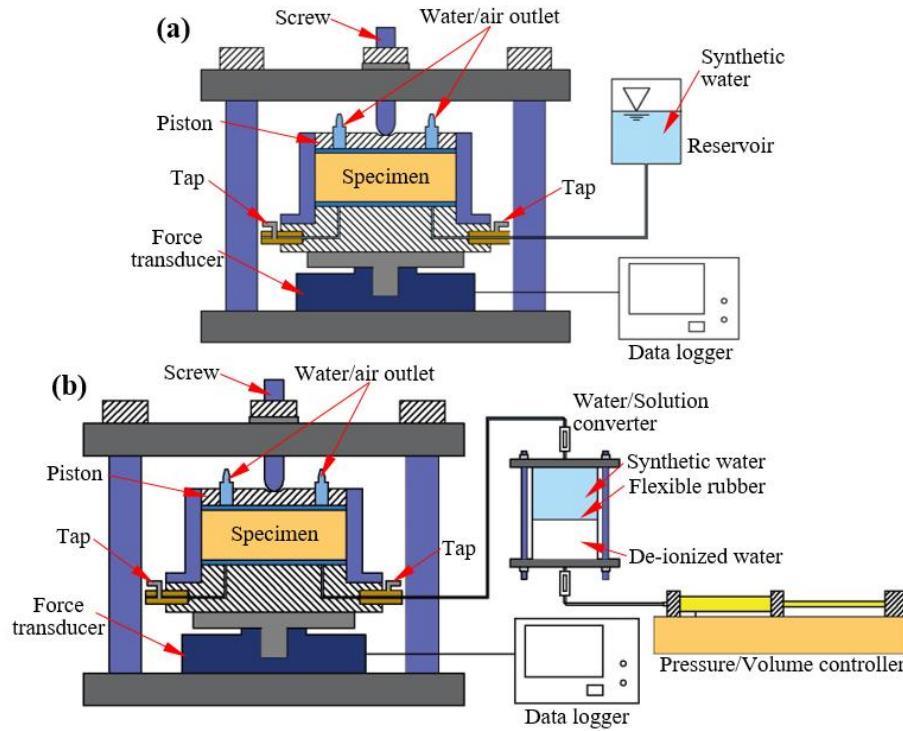 (a)
Screw
Water/air outlet
Synthetic
water
Piston
Reservoir
Specimen
Tap
Tap
Force
transducer
Data logger
(b)
Screw
Water/air outlet
Water/Solution
converter
Synthetic water
Piston
Flexible rubber
Specimen
Tap
Tap
De-ionized water
Force
transducer
Pressure/Volume controller
Data logger